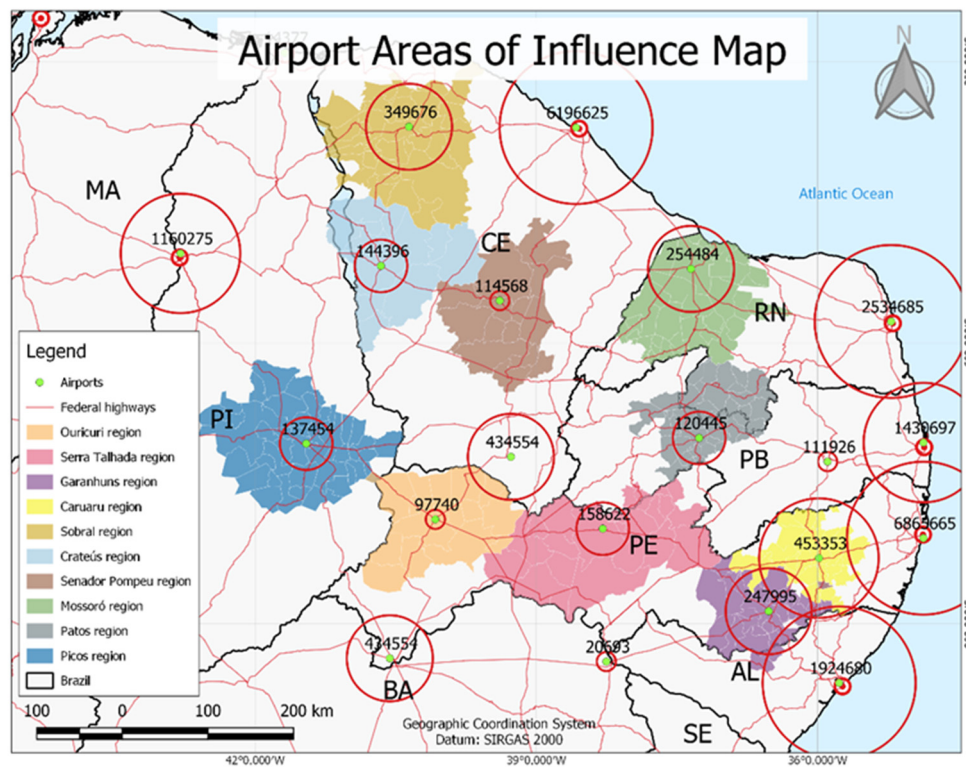 Airport Areas of Influence Map
N
349676
6196625
MA
Atlantic Ocean
1160275
CE
144396
254484
114568
RN
2534685
Legend
Airports
Federal highways
Ouricuri region
Serra Talhada region
Garanhuns region
Caruaru region
Sobral region
Crateús region
Senador Pompeu region
Mossoró region
Patos region
Picos region
Brazil
PI
137454
434554
120445
PB
111926
1430697
97740
158622
PE
453353
6865665
247995
434554
BA
20693
AL
1924680
SE
100 0 100 200 km
Geographic Coordination System
Datum: SIRGAS 2000
42°0.000'W 39°0.000'W 36°0.000'W